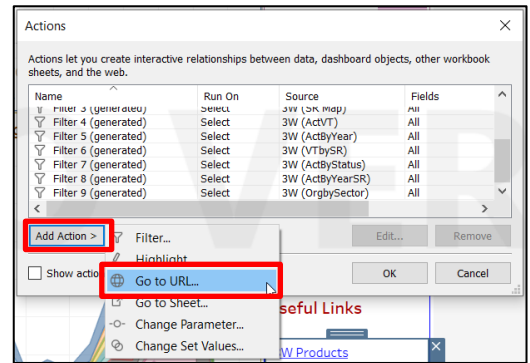 Actions
Actions let you create interactive relationships between data, dashboard objects, other workbook
sheets, and the web.
Name Run On Source Fields
Filter 3 (generated) Select 3W (SR Map) All
Filter 4 (generated) Select 3W (ActVT) All
Filter 5 (generated) Select 3W (ActByYear) All
Filter 6 (generated) Select 3W (VTbySR) All
Filter 7 (generated) Select 3W (ActByStatus) All
Filter 8 (generated) Select 3W (ActByYearSR) All
Filter 9 (generated) Select 3W (OrgbySector) All
Add Action > Edit... Remove
Filter...
Highlight
Show actio
Go to URL...
OK Cancel
Go to Sheet...
seful Links
Change Parameter...
Change Set Values...
W Products